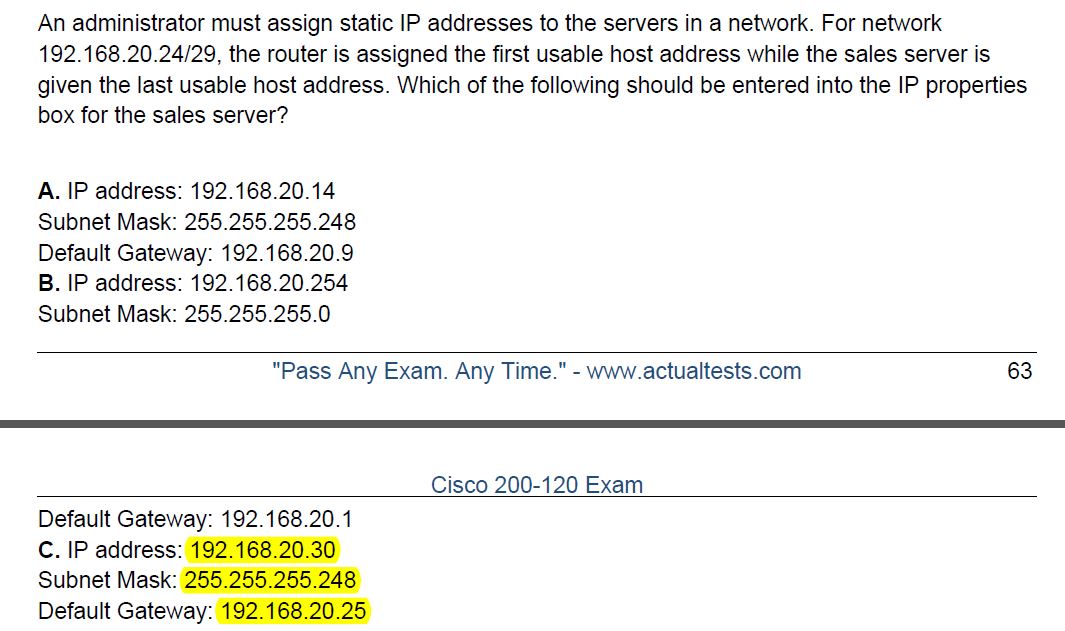 An administrator must assign static IP addresses to the servers in a network. For network
192.168.20.24/29, the router is assigned the first usable host address while the sales server is
given the last usable host address. Which of the following should be entered into the IP properties
box for the sales server?
A. IP address: 192.168.20.14
Subnet Mask: 255.255.255.248
Default Gateway: 192.168.20.9
B. IP address: 192.168.20.254
Subnet Mask: 255.255.255.0
"Pass Any Exam. Any Time." - www.actualtests.com 63
Cisco 200-120 Exam
Default Gateway: 192.168.20.1
C. IP address: 192.168.20.30
Subnet Mask: 255.255.255.248
Default Gateway: 192.168.20.25